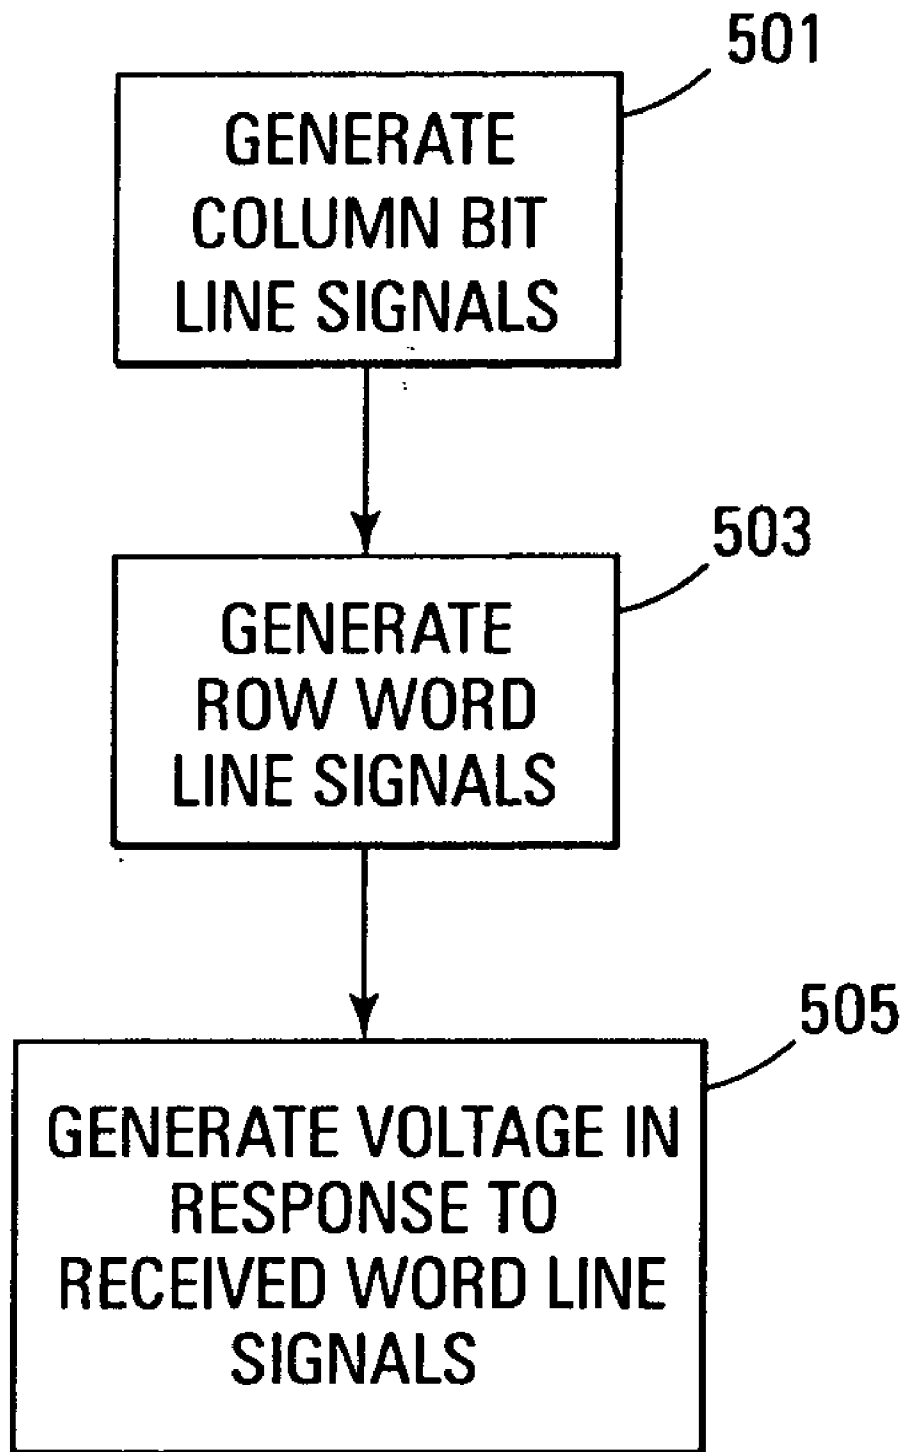 501
GENERATE
COLUMN BIT
LINE SIGNALS
503
GENERATE
ROW WORD
LINE SIGNALS
505
GENERATE VOLTAGE IN
RESPONSE TO
RECEIVED WORD LINE
SIGNALS